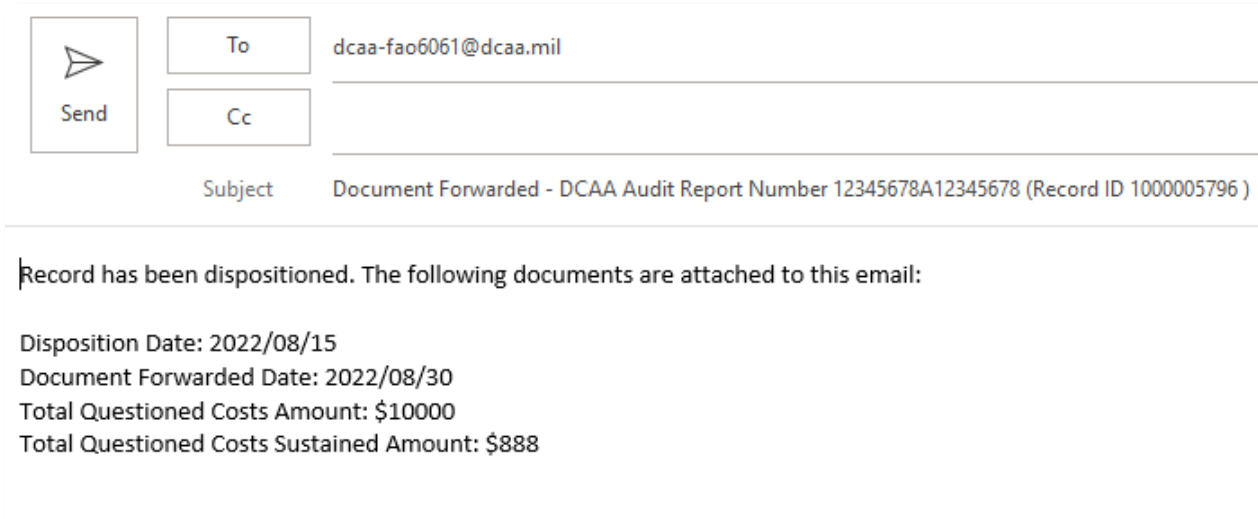 To
dcaa-fao6061@dcaa.mil
Send
Cc
Subject
Document Forwarded - DCAA Audit Report Number 12345678A12345678 (Record ID 1000005796 )
Record has been dispositioned. The following documents are attached to this email:
Disposition Date: 2022/08/15
Document Forwarded Date: 2022/08/30
Total Questioned Costs Amount: $10000
Total Questioned Costs Sustained Amount: $888